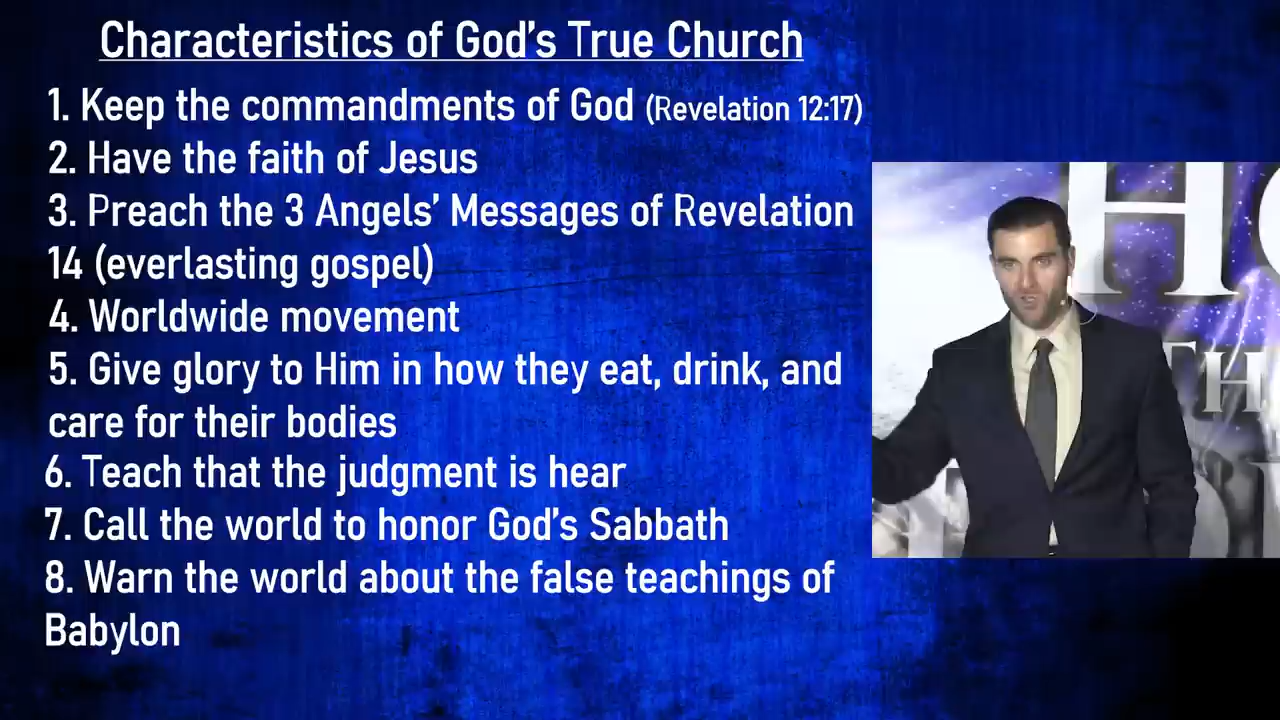 Characteristics of God's True Church
1. Keep the commandments of God (Revelation 12:17)
2. Have the faith of Jesus
3. Preach the 3 Angels' Messages of Revelation
14 (everlasting gospel)
4. Worldwide movement
5. Give glory to Him in how they eat, drink, and
care for their bodies
6. Teach that the judgment is hear
7. Call the world to honor God's Sabbath
8. Warn the world about the false teachings of
Babylon